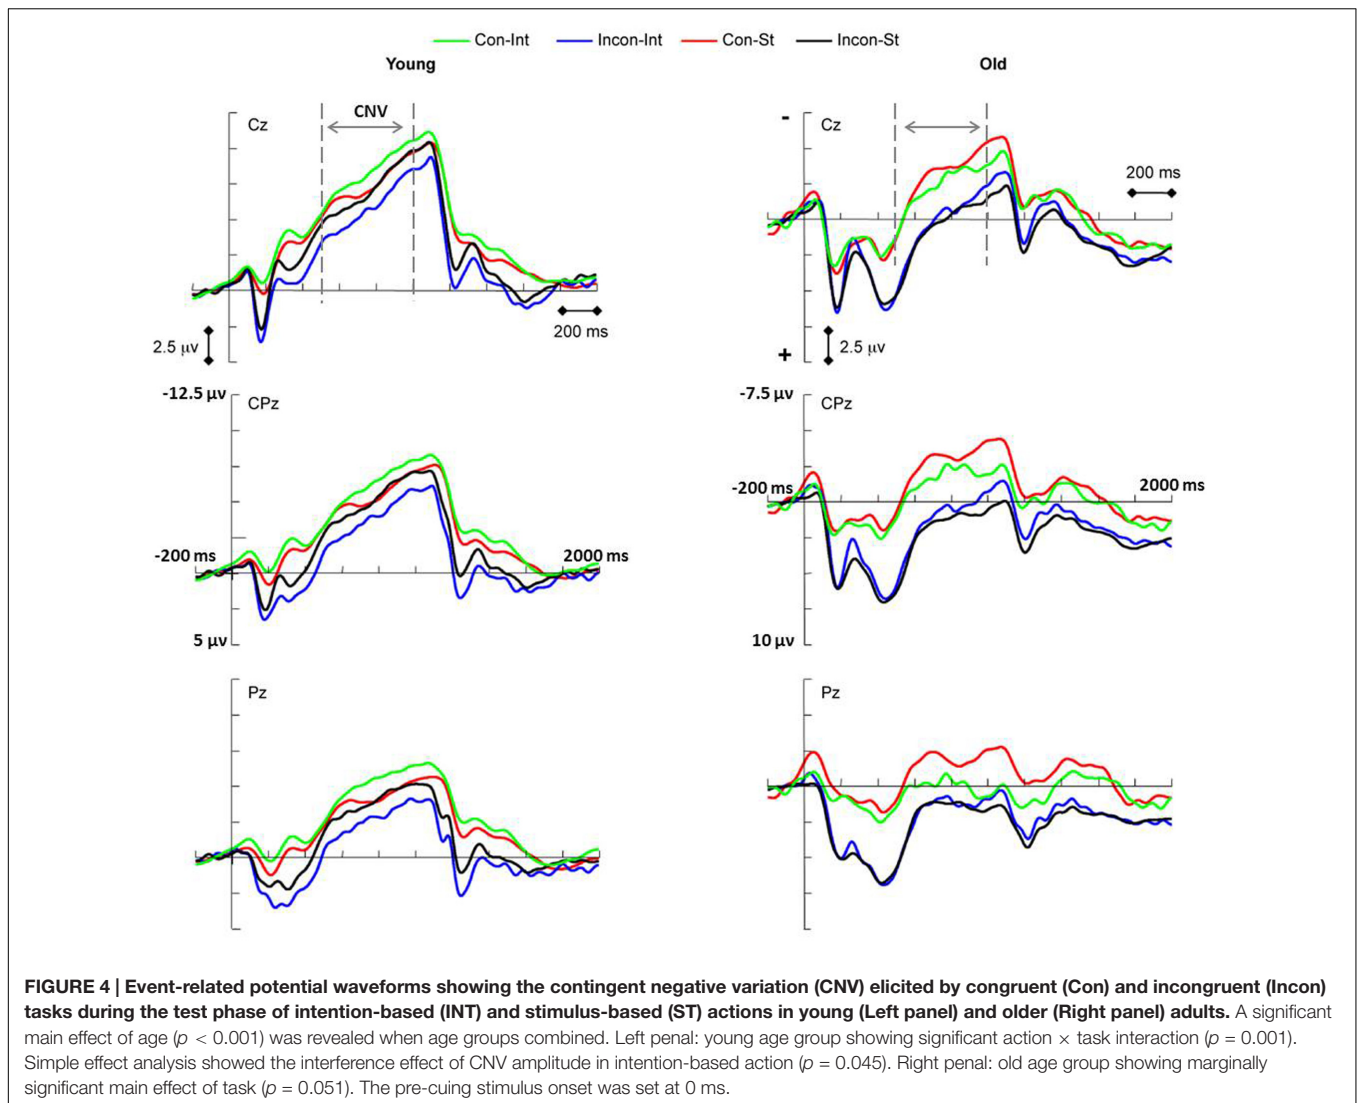 Con-Int Incon-Int Con-St Incon-St
Young Old
CNV
Cz
200 ms
2.5 μv
- Cz
200 ms
+ 2.5 μv
-12.5 μv
CPz
-200 ms 2000 ms
5 μv
-7.5 μv
CPz
-200 ms 2000 ms
10 μv
Pz
Pz
FIGURE 4 | Event-related potential waveforms showing the contingent negative variation (CNV) elicited by congruent (Con) and incongruent (Incon)
tasks during the test phase of intention-based (INT) and stimulus-based (ST) actions in young (Left panel) and older (Right panel) adults. A significant
main effect of age (p < 0.001) was revealed when age groups combined. Left penal: young age group showing significant action × task interaction (p = 0.001).
Simple effect analysis showed the interference effect of CNV amplitude in intention-based action (p = 0.045). Right penal: old age group showing marginally
significant main effect of task (p = 0.051). The pre-cuing stimulus onset was set at 0 ms.